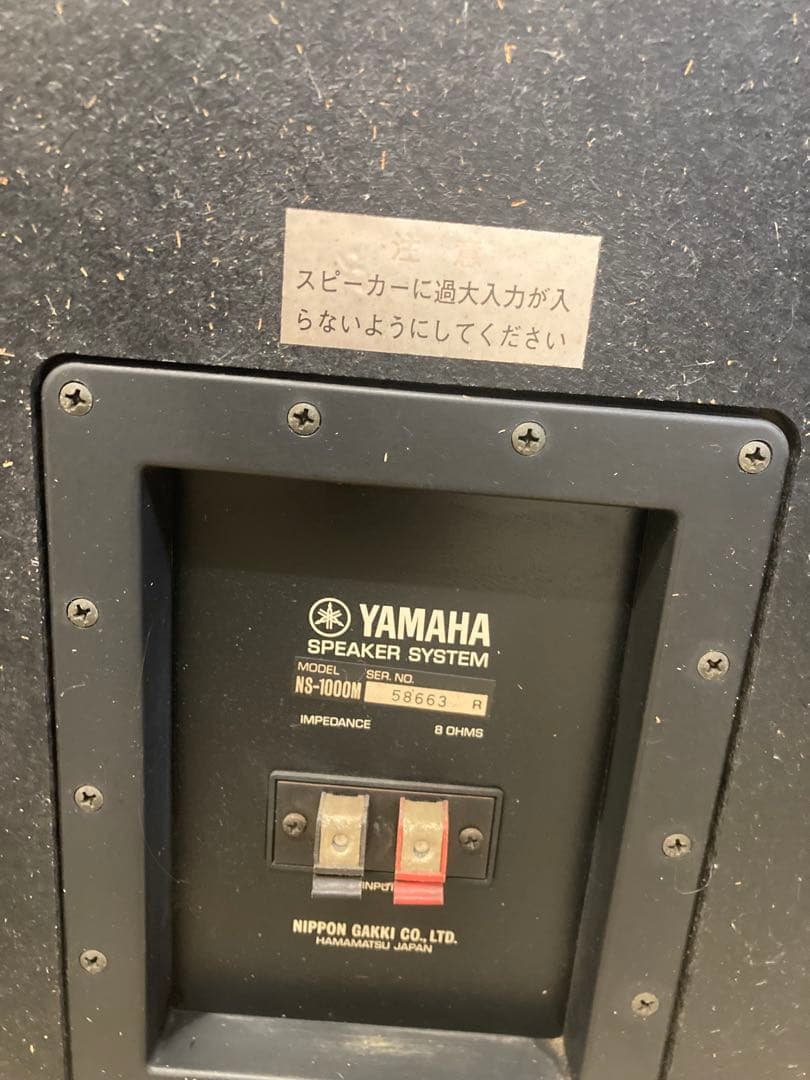 注意
スピーカーに過大入力が入
らないようにしてください
YAMAHA
SPEAKER SYSTEM
MODEL SER. NO.
NS-1000M 58663 R
IMPEDANCE 8 OHMS
INPUT
NIPPON GAKKI CO., LTD.
HAMAMATSU JAPAN